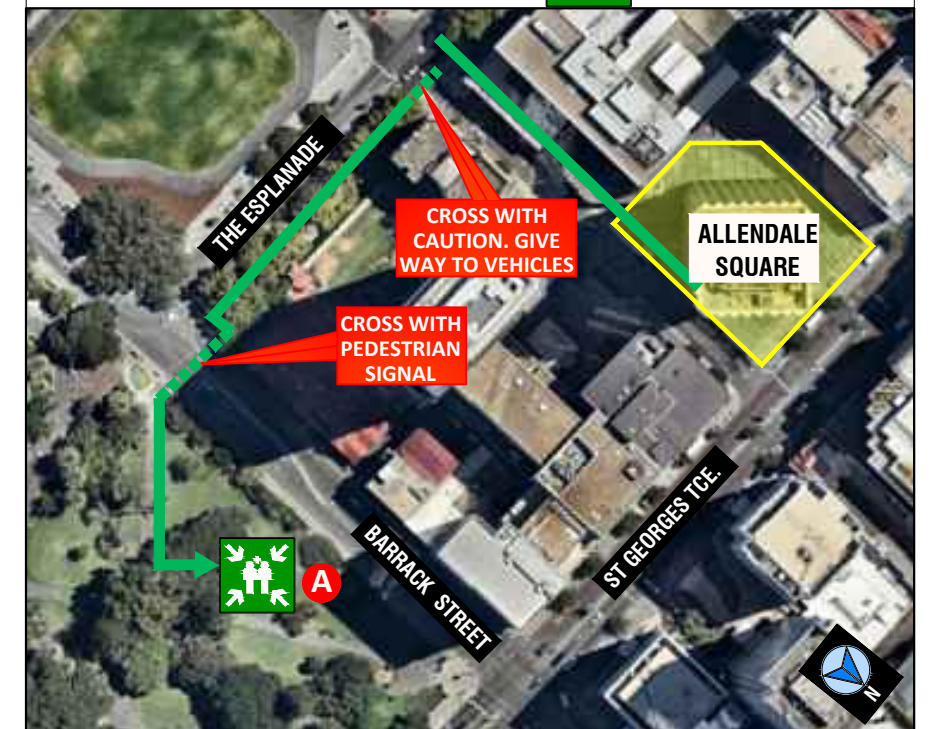 THE ESPLANADE
CROSS WITH
CAUTION. GIVE
WAY TO VEHICLES
ALLENDALE
SQUARE
CROSS WITH
PEDESTRIAN
SIGNAL
ST GEORGES TCE.
BARRACK STREET
A
N